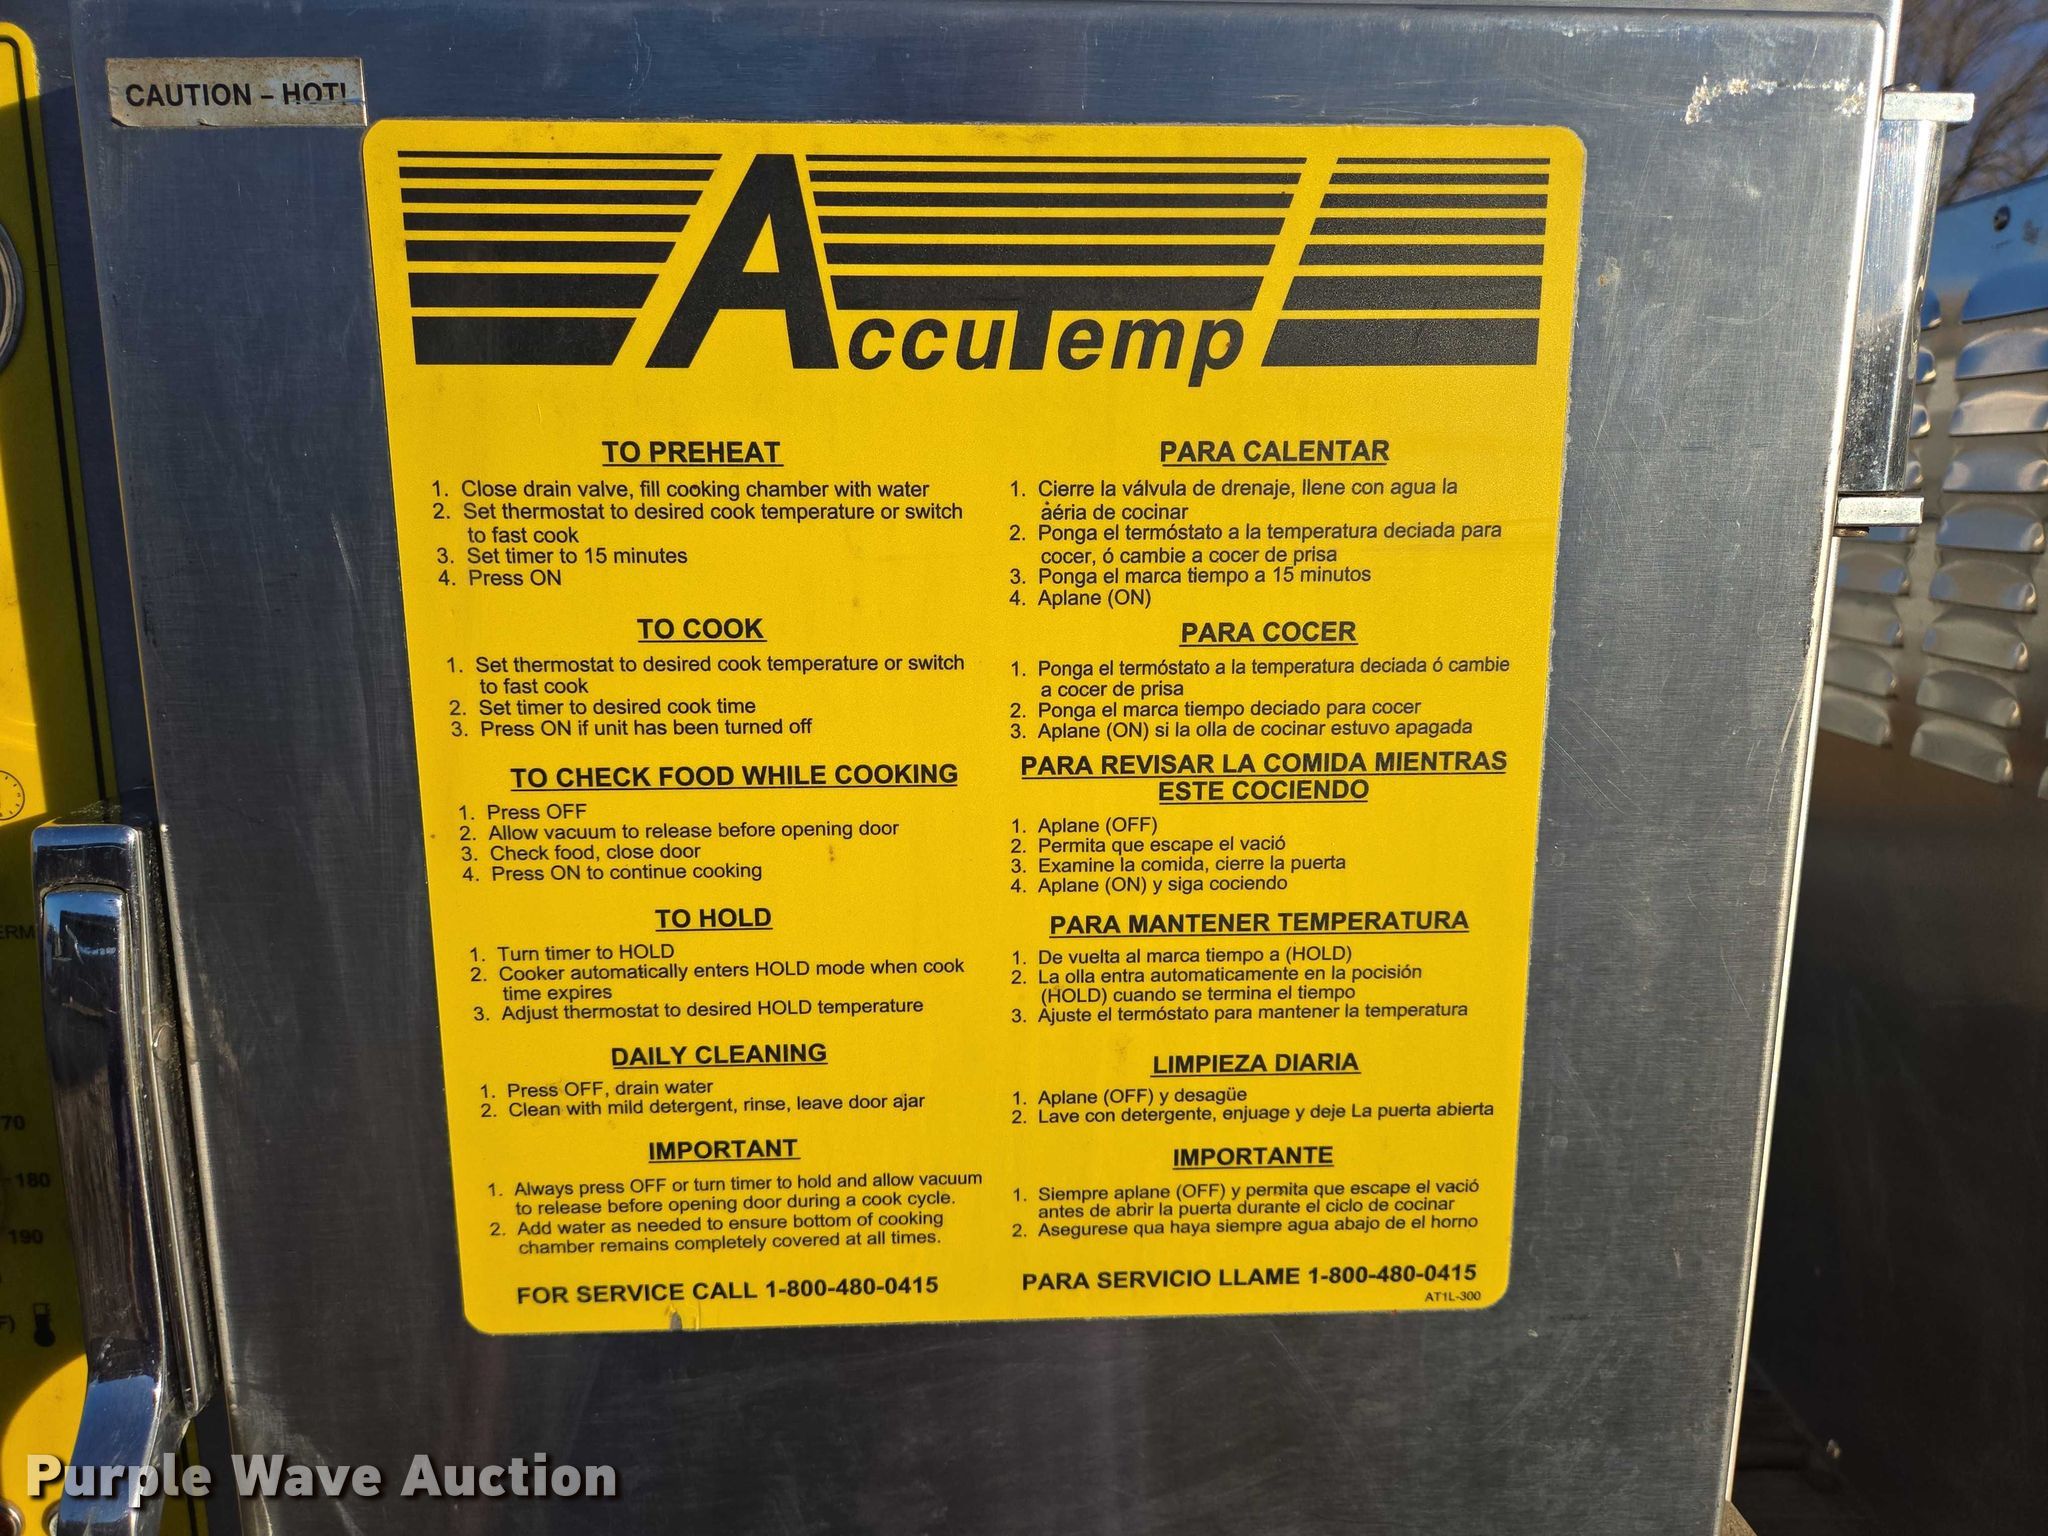 CAUTION – HOT!
AccuTemp
TO PREHEAT
1. Close drain valve, fill cooking chamber with water
2. Set thermostat to desired cook temperature or switch
to fast cook
3. Set timer to 15 minutes
4. Press ON
TO COOK
1. Set thermostat to desired cook temperature or switch
to fast cook
2. Set timer to desired cook time
3. Press ON if unit has been turned off
TO CHECK FOOD WHILE COOKING
1. Press OFF
2. Allow vacuum to release before opening door
3. Check food, close door
4. Press ON to continue cooking
TO HOLD
1. Turn timer to HOLD
2. Cooker automatically enters HOLD mode when cook
time expires
3. Adjust thermostat to desired HOLD temperature
DAILY CLEANING
1. Press OFF, drain water
2. Clean with mild detergent, rinse, leave door ajar
IMPORTANT
1. Always press OFF or turn timer to hold and allow vacuum
to release before opening door during a cook cycle.
2. Add water as needed to ensure bottom of cooking
chamber remains completely covered at all times.
FOR SERVICE CALL 1-800-480-0415
PARA CALENTAR
1. Cierre la válvula de drenaje, llene con agua la
aéria de cocinar
2. Ponga el termóstato a la temperatura deciada para
cocer, ó cambie a cocer de prisa
3. Ponga el marca tiempo a 15 minutos
4. Aplane (ON)
PARA COCER
1. Ponga el termóstato a la temperatura deciada ó cambie
a cocer de prisa
2. Ponga el marca tiempo deciado para cocer
3. Aplane (ON) si la olla de cocinar estuvo apagada
PARA REVISAR LA COMIDA MIENTRAS
ESTE COCIENDO
1. Aplane (OFF)
2. Permita que escape el vació
3. Examine la comida, cierre la puerta
4. Aplane (ON) y siga cociendo
PARA MANTENER TEMPERATURA
1. De vuelta al marca tiempo a (HOLD)
2. La olla entra automaticamente en la pocisión
(HOLD) cuando se termina el tiempo
3. Ajuste el termóstato para mantener la temperatura
LIMPIEZA DIARIA
1. Aplane (OFF) y desagüe
2. Lave con detergente, enjuage y deje La puerta abierta
IMPORTANTE
1. Siempre aplane (OFF) y permita que escape el vació
antes de abrir la puerta durante el ciclo de cocinar
2. Asegurese qua haya siempre agua abajo de el horno
PARA SERVICIO LLAME 1-800-480-0415
AT1L-300
180
190
Purple Wave Auction